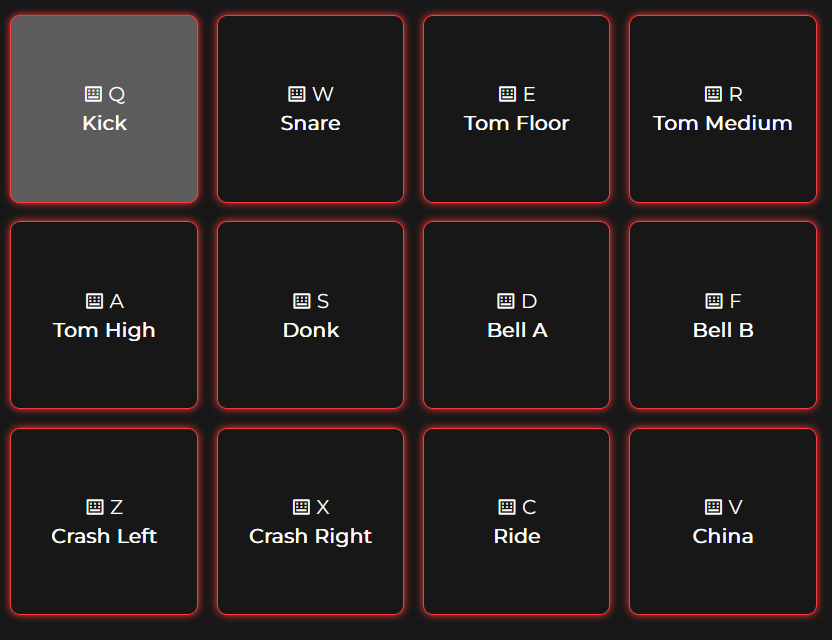 Q
Kick
W
Snare
E
Tom Floor
R
Tom Medium
A
Tom High
S
Donk
D
Bell A
F
Bell B
Z
Crash Left
X
Crash Right
C
Ride
V
China